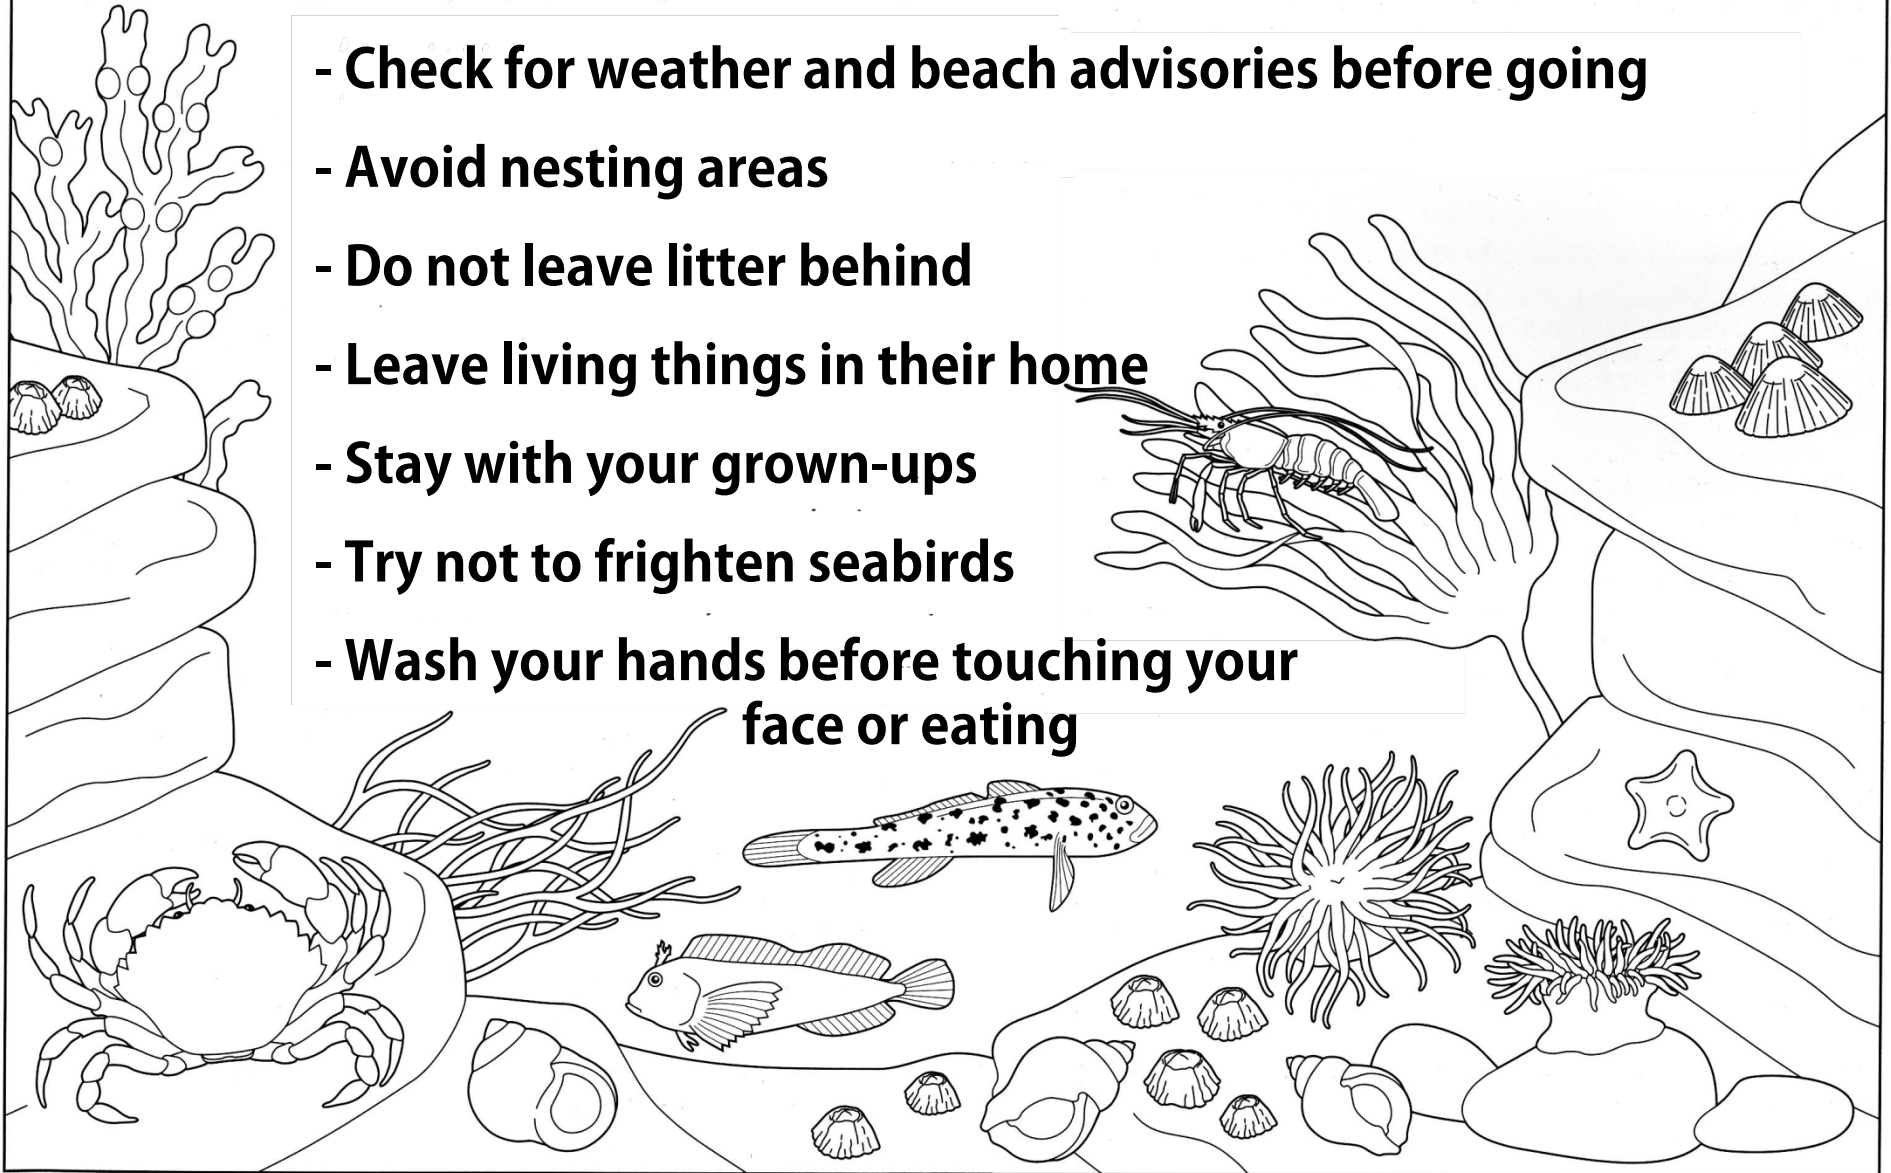 - Check for weather and beach advisories before going
- Avoid nesting areas
- Do not leave litter behind
- Leave living things in their home
- Stay with your grown-ups
- Try not to frighten seabirds
- Wash your hands before touching your
face or eating